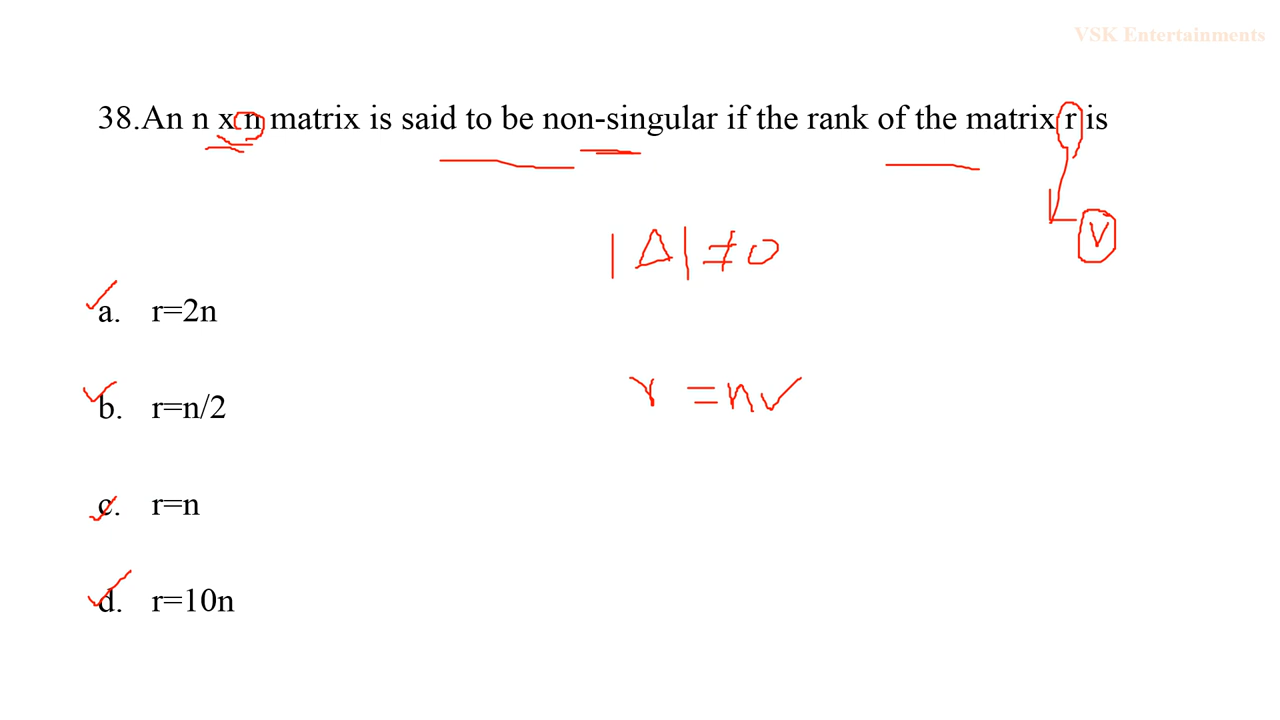 VSK Entertainments
38.An n x n matrix is said to be non-singular if the rank of the matrix r is
|Δ| ≠ 0
a. r=2n
b. r=n/2
r = n✓
c. r=n
d. r=10n